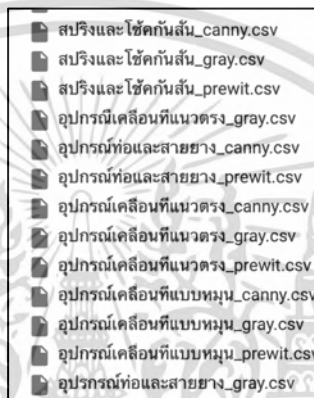 สปริงและโช้คกันสั่น_canny.csv
สปริงและโช้คกันสั่น_gray.csv
สปริงและโช้คกันสั่น_prewit.csv
อุปกรณืเคลื่อนที่แนวตรง_gray.csv
อุปกรณ์ท่อและสายยาง_canny.csv
อุปกรณ์ท่อและสายยาง_prewit.csv
อุปกรณ์เคลื่อนที่แนวตรง_canny.csv
อุปกรณ์เคลื่อนที่แนวตรง_gray.csv
อุปกรณ์เคลื่อนที่แนวตรง_prewit.csv
อุปกรณ์เคลื่อนที่แบบหมุน_canny.csv
อุปกรณ์เคลื่อนที่แบบหมุน_gray.csv
อุปกรณ์เคลื่อนที่แบบหมุน_prewit.csv
อุปรกรณ์ท่อและสายยาง_gray.csv